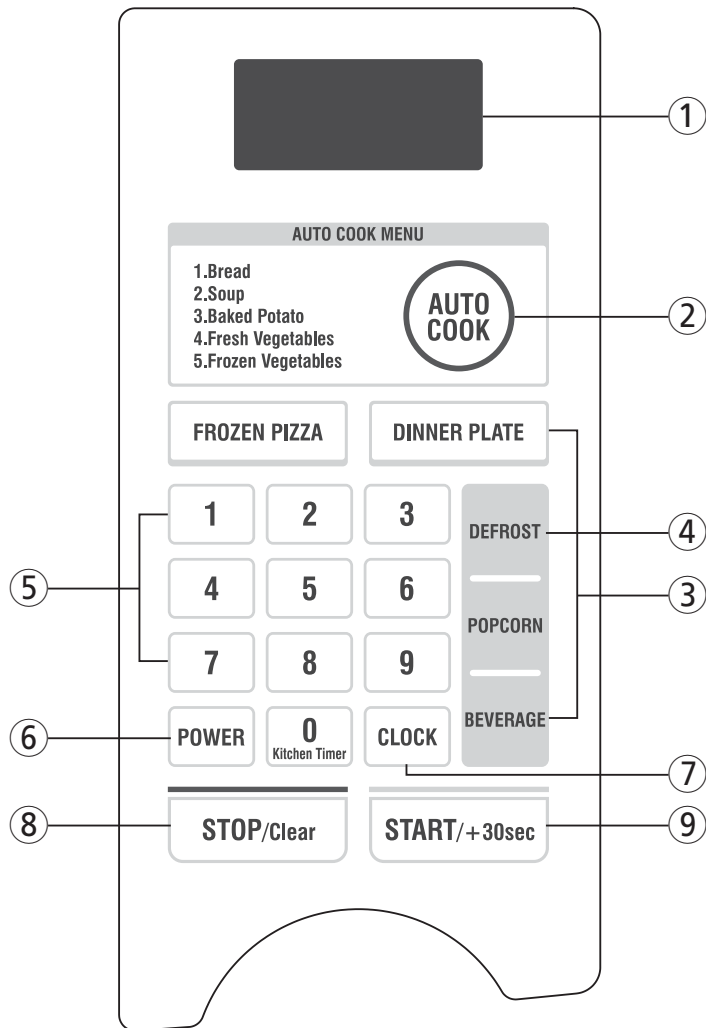 ①
AUTO COOK MENU
1.Bread
2.Soup
3.Baked Potato
4.Fresh Vegetables
5.Frozen Vegetables
AUTO
COOK
②
FROZEN PIZZA
DINNER PLATE
1
2
3
DEFROST
④
⑤
4
5
6
③
POPCORN
7
8
9
BEVERAGE
⑥
POWER
0
Kitchen Timer
CLOCK
⑦
⑧
STOP/Clear
START/+30sec
⑨